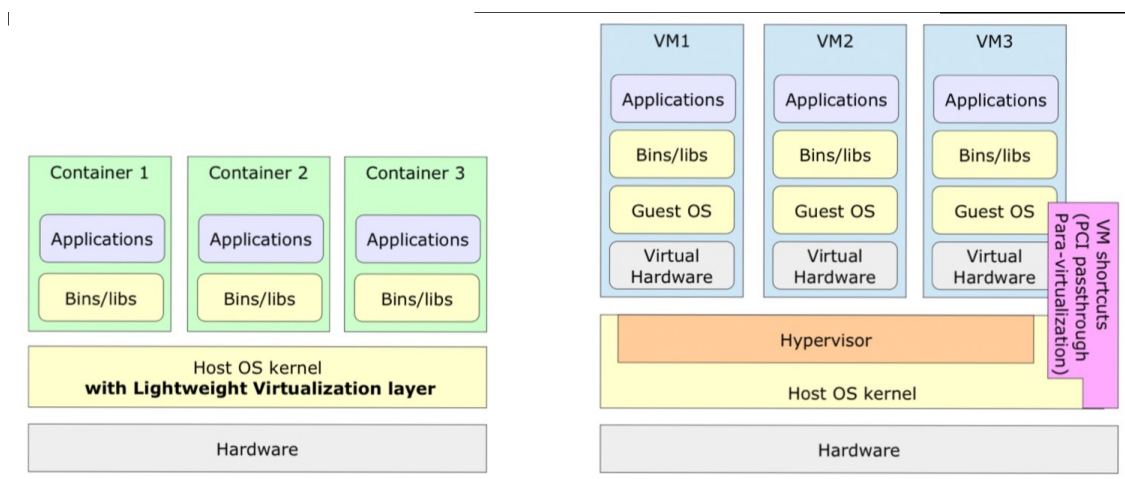 Container 1
Applications
Bins/libs
Container 2
Applications
Bins/libs
Container 3
Applications
Bins/libs
Host OS kernel
with Lightweight Virtualization layer
Hardware
VM1
Applications
Bins/libs
Guest OS
Virtual
Hardware
VM2
Applications
Bins/libs
Guest OS
Virtual
Hardware
VM3
Applications
Bins/libs
Guest OS
Virtual
Hardware
VM shortcuts
(PCI passthrough
Para-virtualization)
Hypervisor
Host OS kernel
Hardware